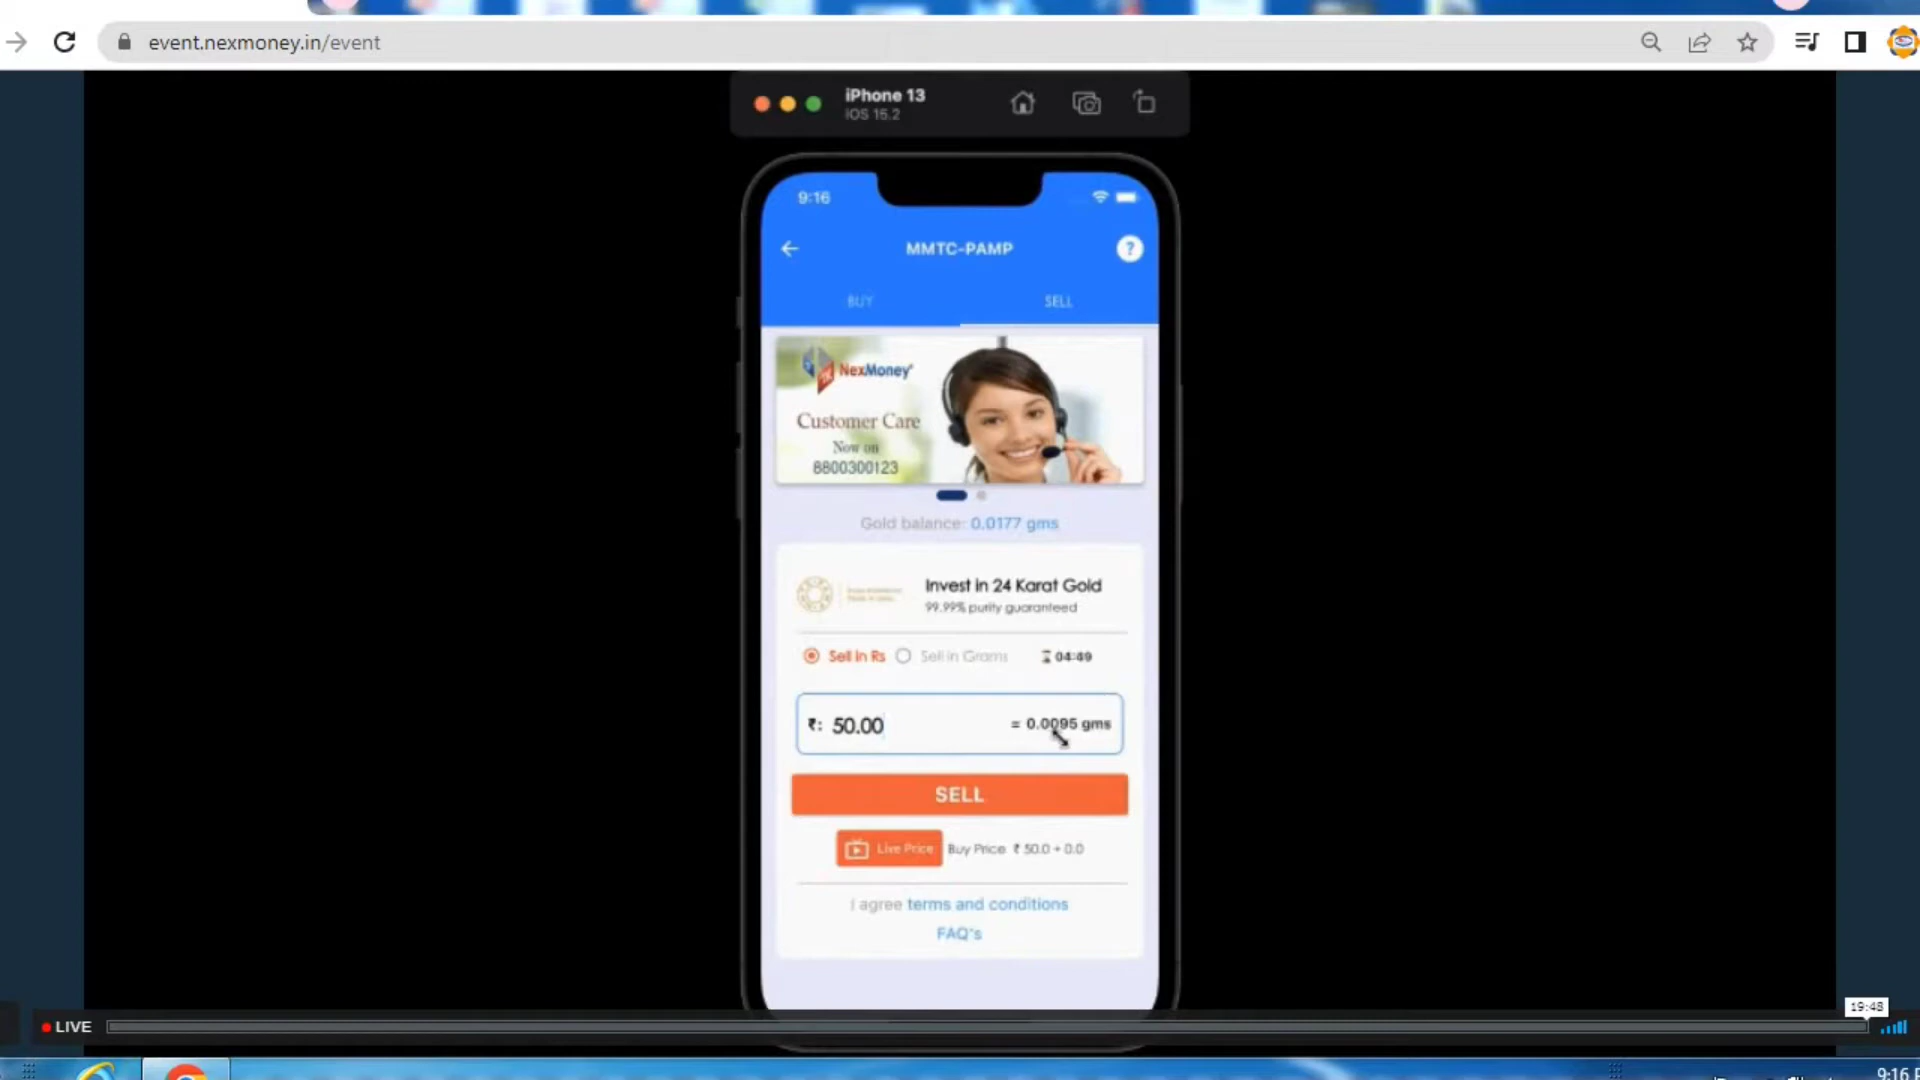 event.nexmoney.in/event
iPhone 13
iOS 15.2
9:16
MMTC-PAMP
?
BUY
SELL
NexMoney
Customer Care
Now on
8800300123
Gold balance: 0.0177 gms
Invest in 24 Karat Gold
99.99% purity guaranteed
Sell in Rs
Sell in Grams
04:49
₹: 50.00
= 0.0095 gms
SELL
Live Price
Buy Price ₹ 50.0 + 0.0
I agree terms and conditions
FAQ's
19:48
LIVE
9:16